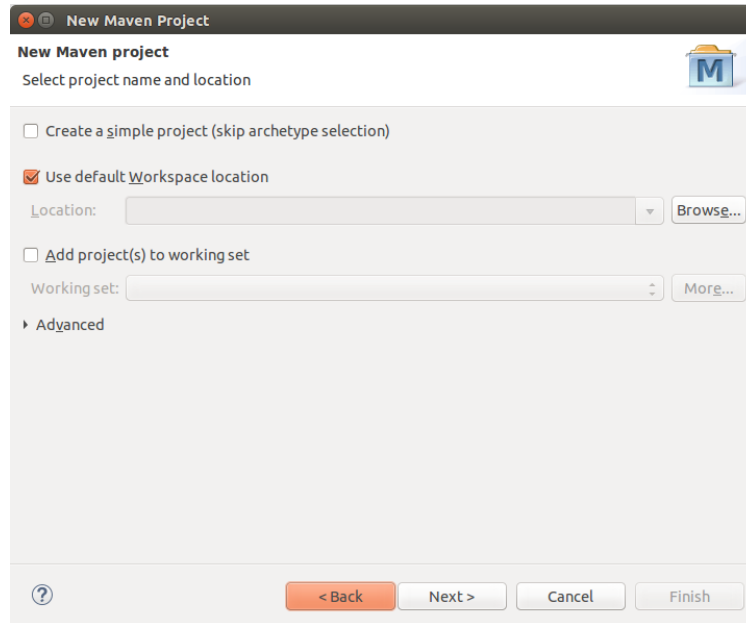 New Maven Project
New Maven project
Select project name and location
M
Create a simple project (skip archetype selection)
Use default Workspace location
Location:
Browse...
Add project(s) to working set
Working set:
More...
Advanced
?
< Back
Next >
Cancel
Finish